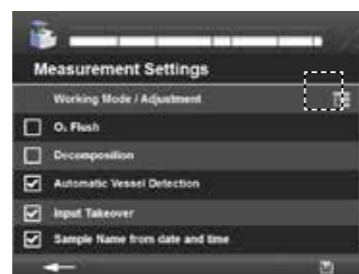 Measurement Settings
Working Mode / Adjustment
O₂ Flush
Decomposition
Automatic Vessel Detection
Input Takeover
Sample Name from date and time